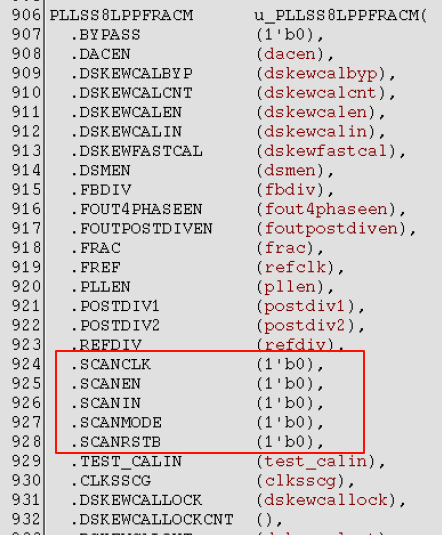 906 PLLSS8LPPFRACM u_PLLSS8LPPFRACM(
907 .BYPASS (1'b0),
908 .DACEN (dacen),
909 .DSKEWCALBYP (dskewcalbyp),
910 .DSKEWCALCNT (dskewcalcnt),
911 .DSKEWCALEN (dskewcalen),
912 .DSKEWCALIN (dskewcalin),
913 .DSKEWFASTCAL (dskewfastcal),
914 .DSMEN (dsmen),
915 .FBDIV (fbdiv),
916 .FOUT4PHASEEN (fout4phaseen),
917 .FOUTPOSTDIVEN (foutpostdiven),
918 .FRAC (frac),
919 .FREF (refclk),
920 .PLLEN (pllen),
921 .POSTDIV1 (postdiv1),
922 .POSTDIV2 (postdiv2),
923 .REFDIV (refdiv),
924 .SCANCLK (1'b0),
925 .SCANEN (1'b0),
926 .SCANIN (1'b0),
927 .SCANMODE (1'b0),
928 .SCANRSTB (1'b0),
929 .TEST_CALIN (test_calin),
930 .CLKSSCG (clksscg),
931 .DSKEWCALLOCK (dskewcallock),
932 .DSKEWCALLOCKCNT (),